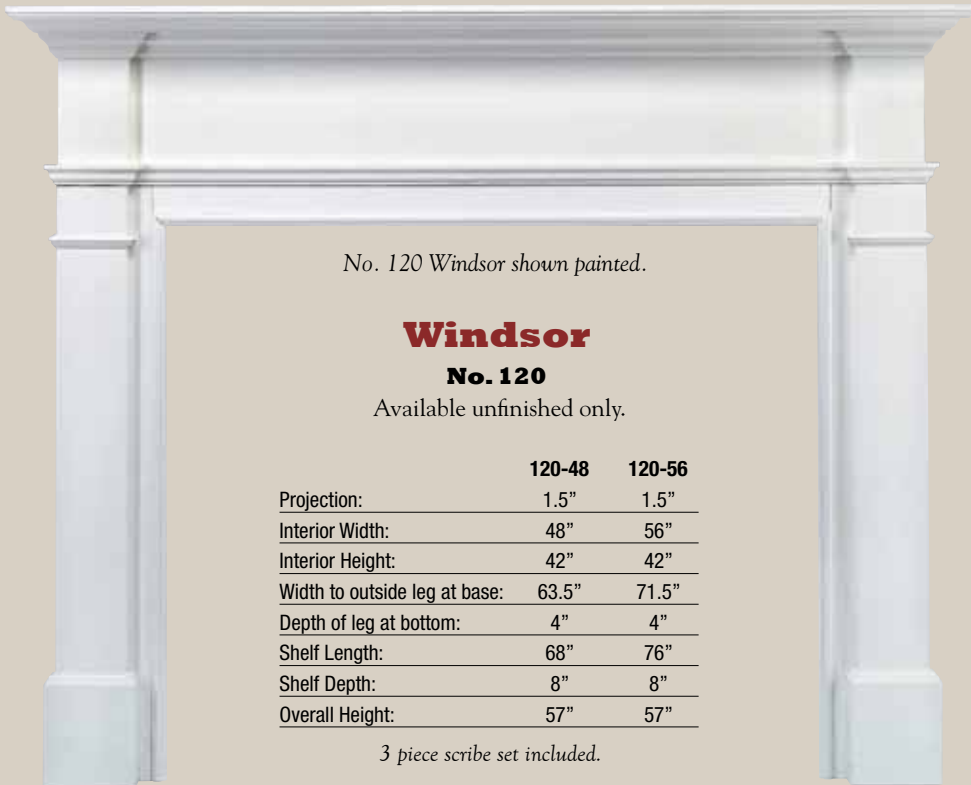 No. 120 Windsor shown painted.
Windsor
No. 120
Available unfinished only.
120-48 120-56
Projection: 1.5” 1.5”
Interior Width: 48” 56”
Interior Height: 42” 42”
Width to outside leg at base: 63.5” 71.5”
Depth of leg at bottom: 4” 4”
Shelf Length: 68” 76”
Shelf Depth: 8” 8”
Overall Height: 57” 57”
3 piece scribe set included.